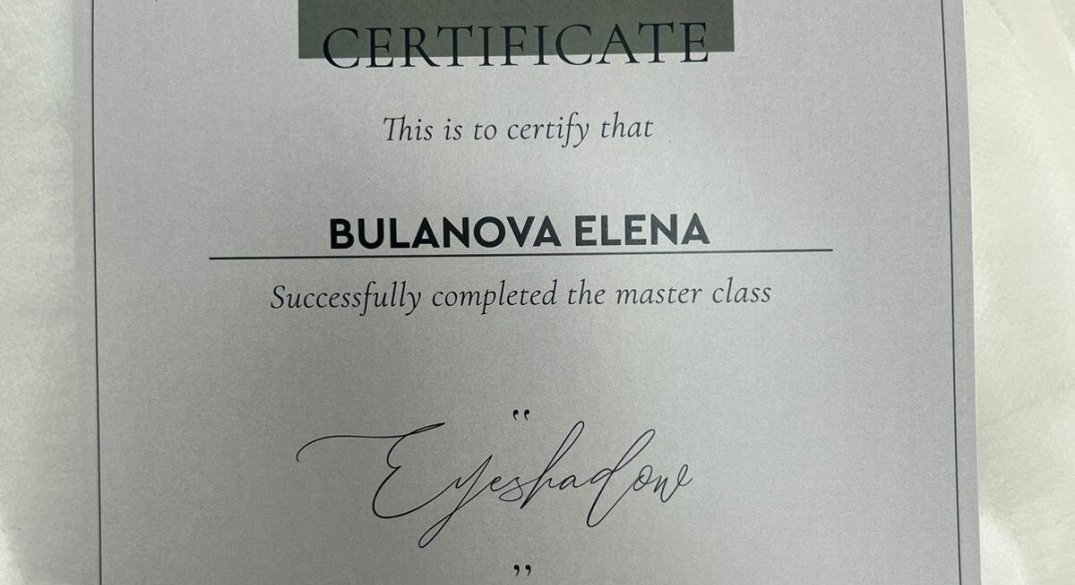 CERTIFICATE
This is to certify that
BULANOVA ELENA
Successfully completed the master class
"
Eyeshadow
"